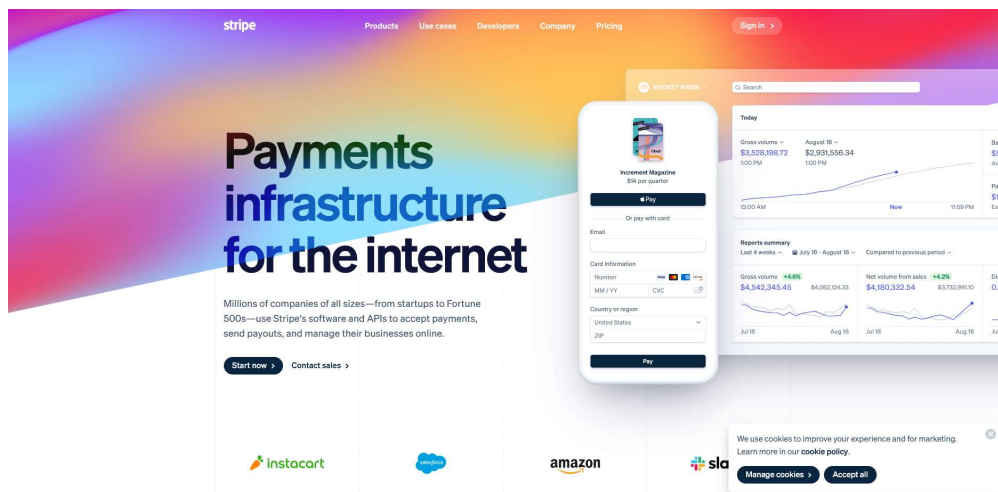 stripe
Products Use cases Developers Company Pricing
Sign in >
Payments
infrastructure
for the internet
Millions of companies of all sizes—from startups to Fortune
500s—use Stripe's software and APIs to accept payments,
send payouts, and manage their businesses online.
Start now >
Contact sales >
ROCKET RIDES
Search
Cloud
Increment Magazine
$14 per quarter
Pay
Or pay with card
Email
Card Information
Number
VISA
MM / YY CVC
Country or region
United States
ZIP
Pay
Today
Gross volume August 18
$3,528,198.72 $2,931,556.34
1:00 PM 1:00 PM
12:00 AM Now 11:59 PM
Reports summary
Last 4 weeks July 18 - August 18 Compared to previous period
Gross volume +4.6%
$4,542,345.45 $4,062,124.33
Jul 18 Aug 18
Net volume from sales +4.2%
$4,180,332.54 $3,732,991.10
Jul 18 Aug 18
instacart
salesforce
amazon
sla
We use cookies to improve your experience and for marketing.
Learn more in our cookie policy.
Manage cookies >
Accept all